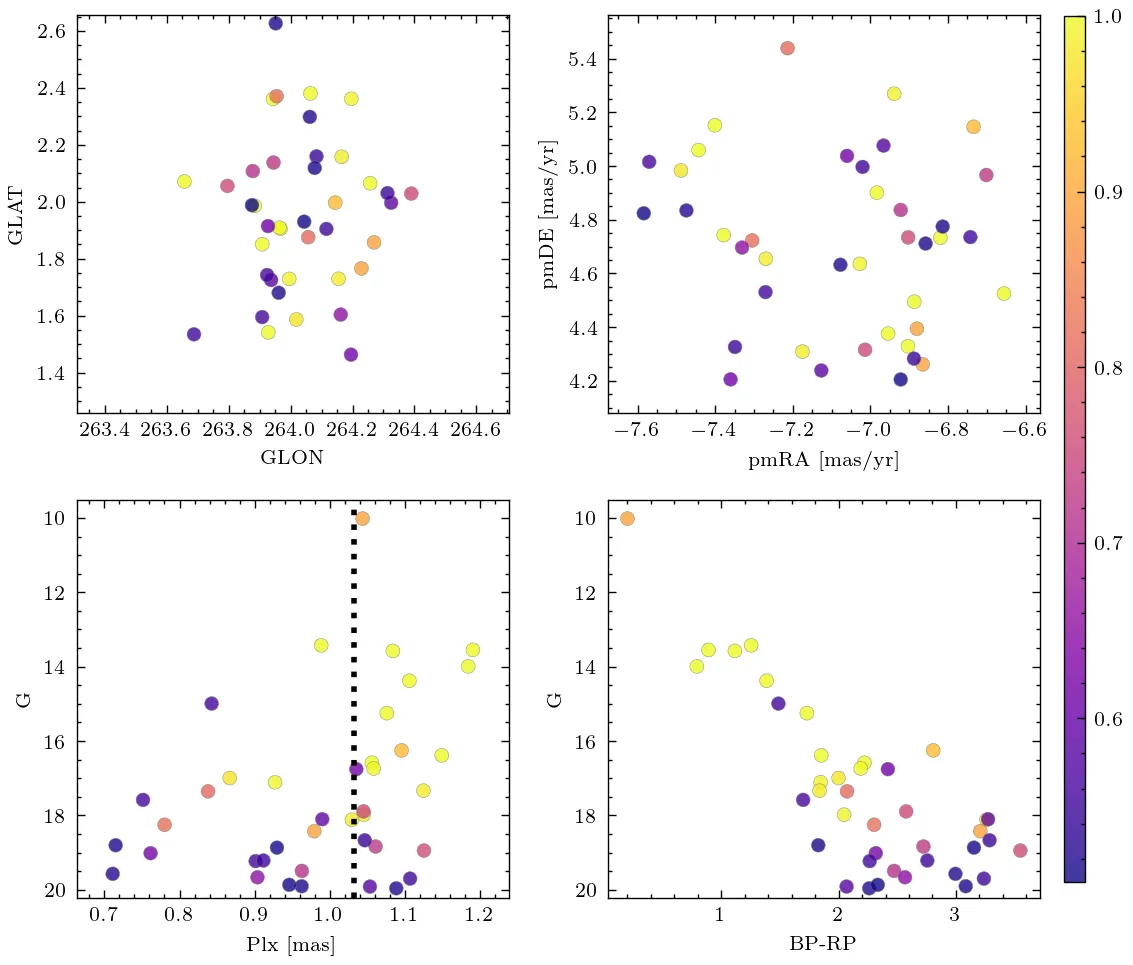 2.6
2.4
2.2
2.0
1.8
1.6
1.4
GLAT
263.4 263.6 263.8 264.0 264.2 264.4 264.6
GLON
5.4
5.2
5.0
4.8
4.6
4.4
4.2
pmDE [mas/yr]
−7.6 −7.4 −7.2 −7.0 −6.8 −6.6
pmRA [mas/yr]
10
12
14
16
18
20
G
0.7 0.8 0.9 1.0 1.1 1.2
Plx [mas]
10
12
14
16
18
20
G
1 2 3
BP-RP
1.0
0.9
0.8
0.7
0.6